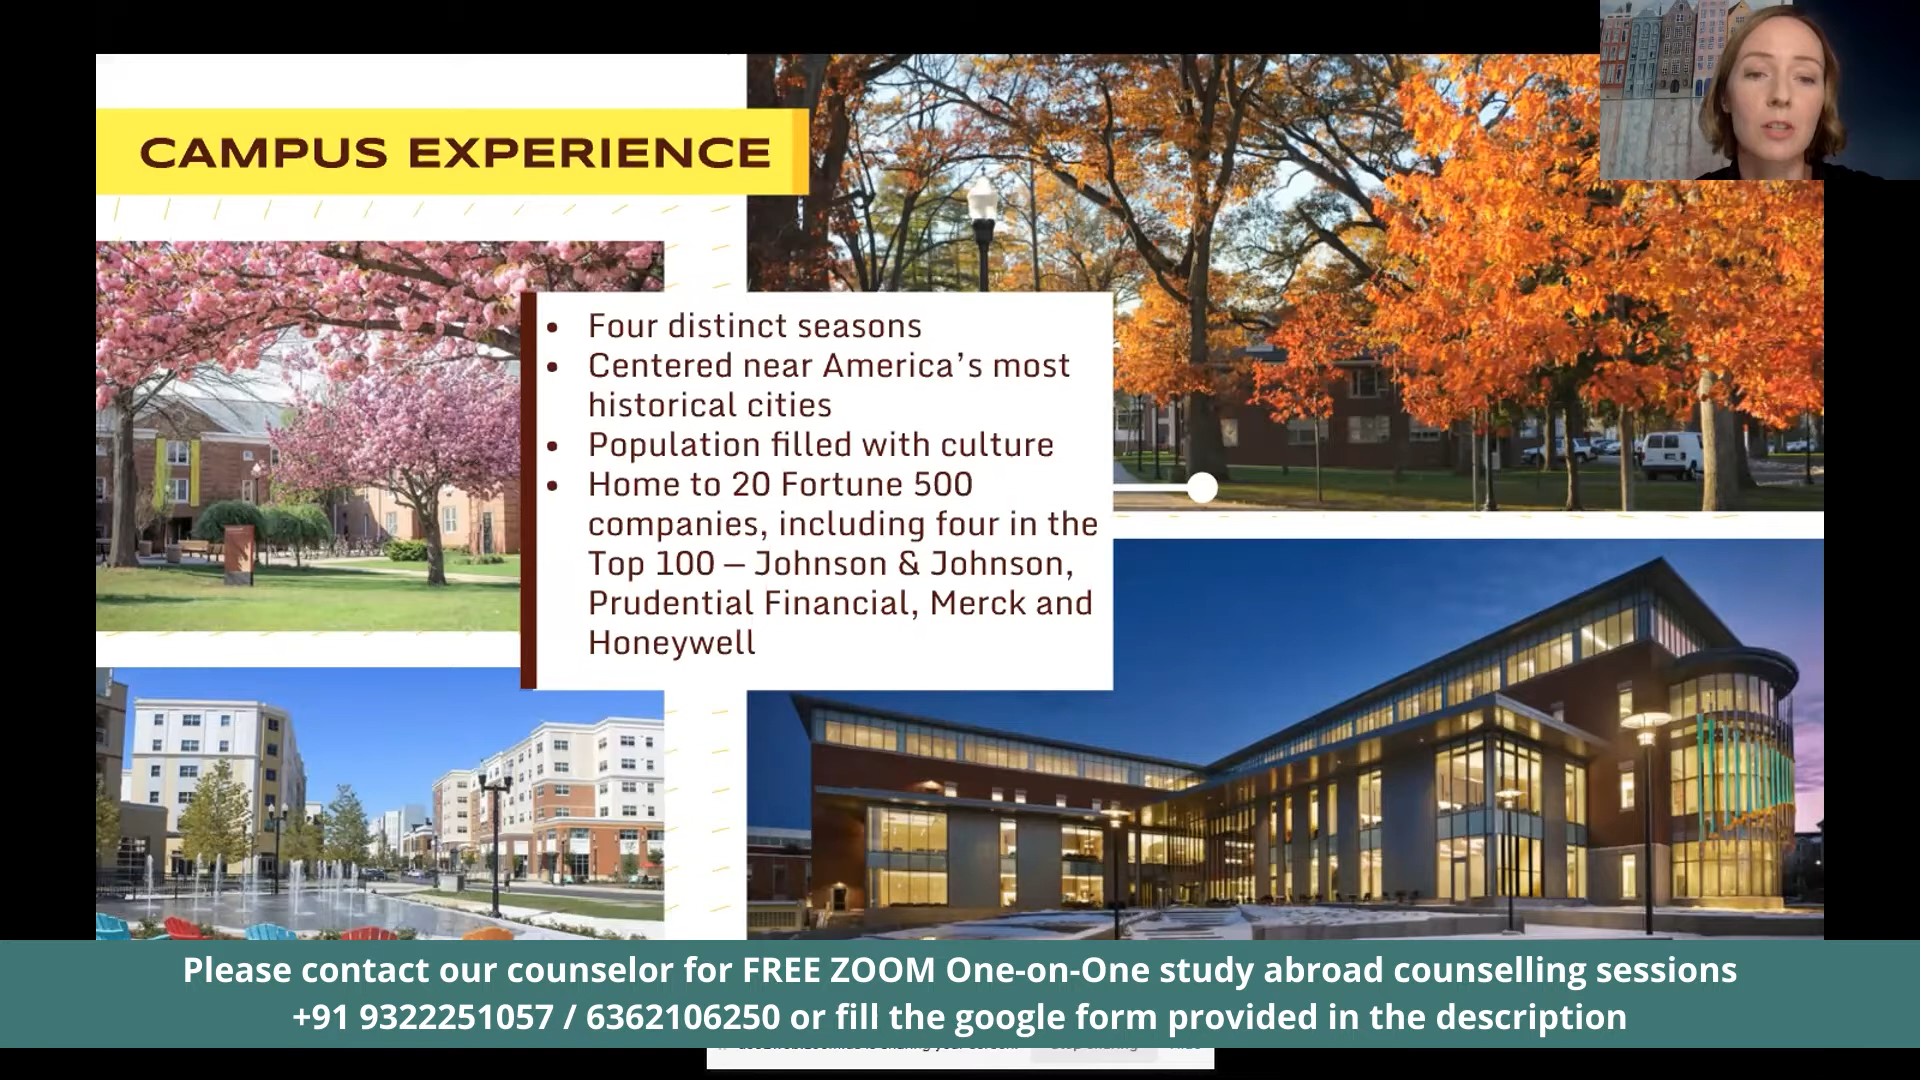 CAMPUS EXPERIENCE
• Four distinct seasons
• Centered near America’s most
historical cities
• Population filled with culture
• Home to 20 Fortune 500
companies, including four in the
Top 100 – Johnson & Johnson,
Prudential Financial, Merck and
Honeywell
Please contact our counselor for FREE ZOOM One-on-One study abroad counselling sessions
+91 9322251057 / 6362106250 or fill the google form provided in the description